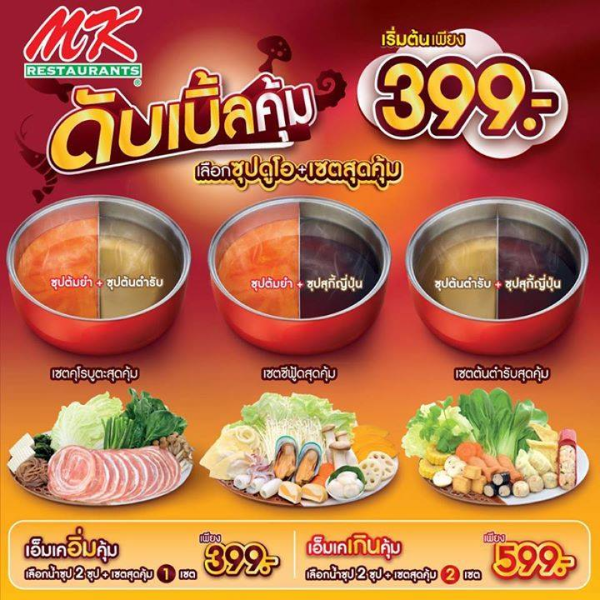 MK
RESTAURANTS®
ดับเบิ้ลคุ้ม
เริ่มต้นเพียง
399.-
เลือกซุปดูโอ+เซตสุดคุ้ม
ซุปต้มยำ + ซุปต้นตำรับ
ซุปต้มยำ + ซุปสุกี้ญี่ปุ่น
ซุปต้นตำรับ + ซุปสุกี้ญี่ปุ่น
เซตคุโรบูตะสุดคุ้ม
เซตซีฟู้ดสุดคุ้ม
เซตต้นตำรับสุดคุ้ม
เอ็มเคอิ่มคุ้ม
เพียง 399.-
เลือกน้ำซุป 2 ซุป + เซตสุดคุ้ม 1 เซต
เอ็มเคเกินคุ้ม
เพียง 599.-
เลือกน้ำซุป 2 ซุป + เซตสุดคุ้ม 2 เซต